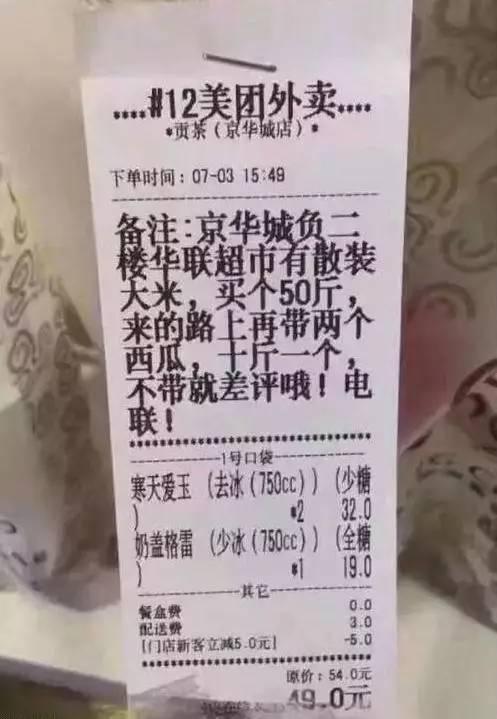 ****#12美团外卖****
*贡茶（京华城店）*
下单时间：07-03 15:49
备注：京华城负二
楼华联超市有散装
大米，买个50斤，
来的路上再带两个
西瓜，十斤一个，
不带就差评哦！电
联！
1号口袋
寒天爱玉 （去冰（750cc）（少糖
） *2 32.0
奶盖格雷 （少冰（750cc）（全糖
） *1 19.0
其它
餐盒费 0.0
配送费 3.0
[门店新客立减5.0元] -5.0
原价：54.0元
49.0元